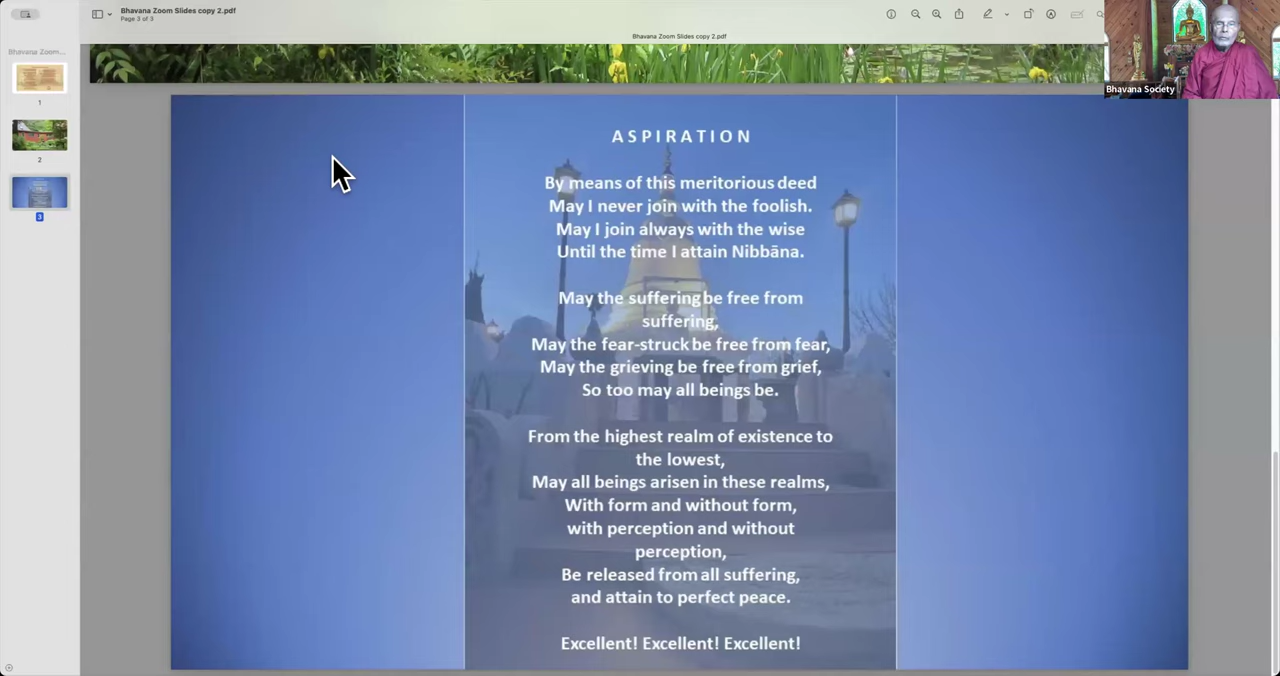 Bhavana Zoom Slides copy 2.pdf
Page 3 of 3
Bhavana Zoom Slides copy 2.pdf
Bhavana Zoom...
1
2
3
Bhavana Society
ASPIRATION
By means of this meritorious deed
May I never join with the foolish.
May I join always with the wise
Until the time I attain Nibbāna.
May the suffering be free from
suffering,
May the fear-struck be free from fear,
May the grieving be free from grief,
So too may all beings be.
From the highest realm of existence to
the lowest,
May all beings arisen in these realms,
With form and without form,
with perception and without
perception,
Be released from all suffering,
and attain to perfect peace.
Excellent! Excellent! Excellent!